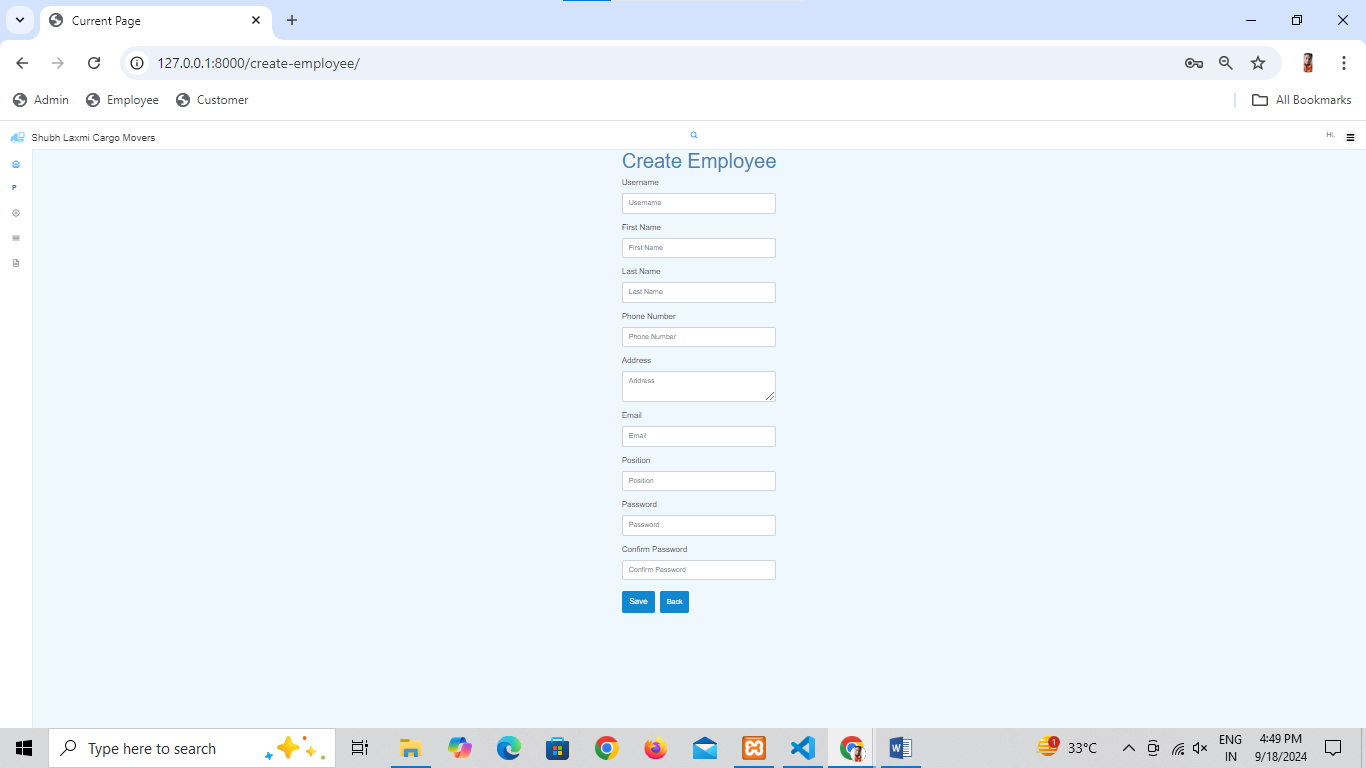 Current Page
127.0.0.1:8000/create-employee/
Admin Employee Customer All Bookmarks
Shubh Laxmi Cargo Movers Hi,
Create Employee
P
Username
Username
First Name
First Name
Last Name
Last Name
Phone Number
Phone Number
Address
Address
Email
Email
Position
Position
Password
Password
Confirm Password
Confirm Password
Save Back
Type here to search
1
33°C
ENG
IN
4:49 PM
9/18/2024